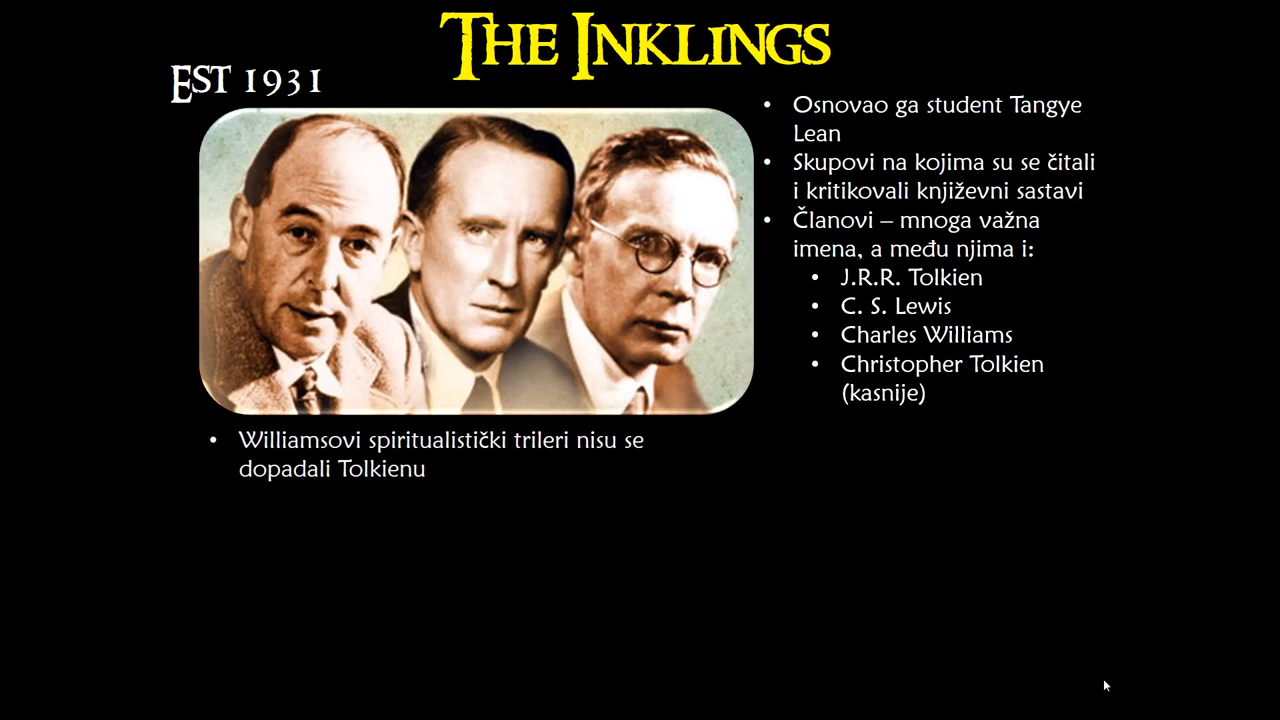 The Inklings
Est 1931
• Osnovao ga student Tangye
Lean
• Skupovi na kojima su se čitali
i kritikovali književni sastavi
• Članovi – mnoga važna
imena, a među njima i:
• J.R.R. Tolkien
• C. S. Lewis
• Charles Williams
• Christopher Tolkien
(kasnije)
• Williamsovi spiritualistički trileri nisu se
dopadali Tolkienu